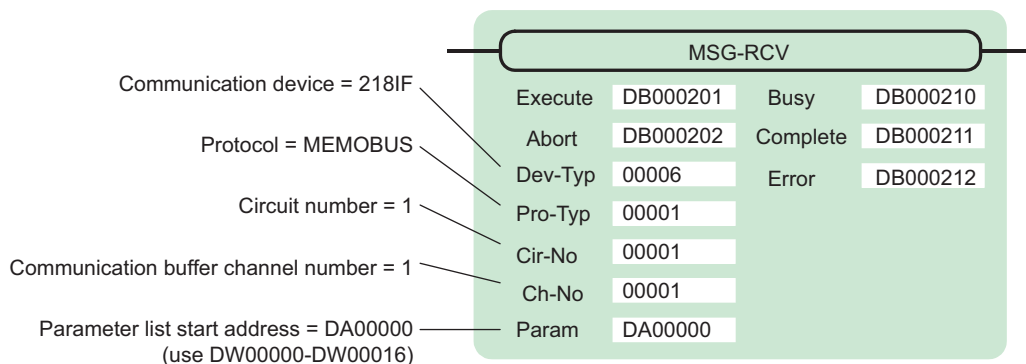 MSG-RCV
Communication device = 218IF
Execute DB000201 Busy DB000210
Protocol = MEMOBUS
Abort DB000202 Complete DB000211
Dev-Typ 00006 Error DB000212
Circuit number = 1
Pro-Typ 00001
Cir-No 00001
Communication buffer channel number = 1
Ch-No 00001
Parameter list start address = DA00000
Param DA00000
(use DW00000-DW00016)